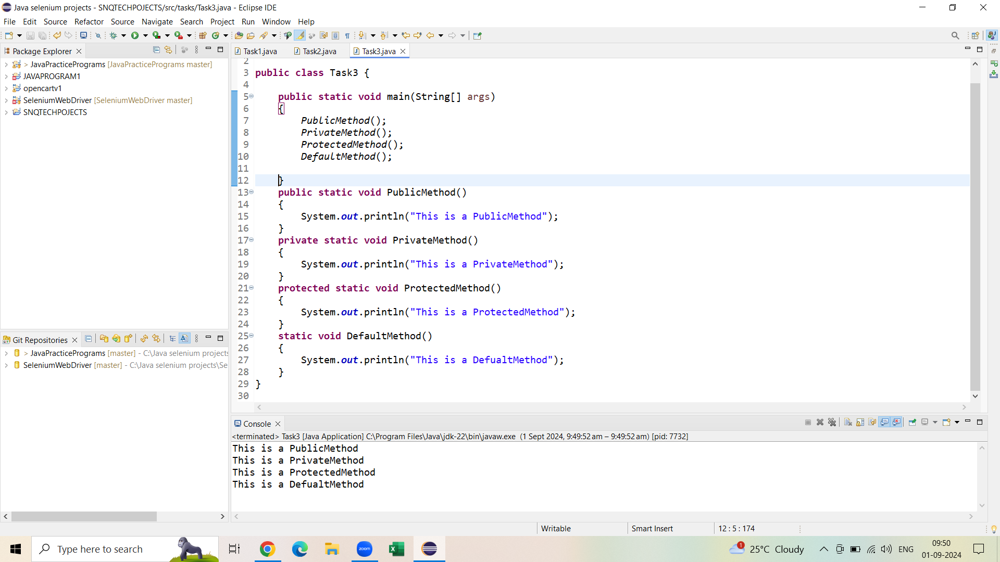 Java selenium projects - SNQTECHPOJECTS/src/tasks/Task3.java - Eclipse IDE
File Edit Source Refactor Source Navigate Search Project Run Window Help
Package Explorer
> JavaPracticePrograms [JavaPracticePrograms master]
JAVAPROGRAM1
opencartv1
SeleniumWebDriver [SeleniumWebDriver master]
SNQTECHPOJECTS
Git Repositories
> JavaPracticePrograms [master] - C:\Java selenium projects
SeleniumWebDriver [master] - C:\Java selenium projects\Se
Task1.java Task2.java Task3.java
2
3 public class Task3 {
4
5 public static void main(String[] args)
6 {
7 PublicMethod();
8 PrivateMethod();
9 ProtectedMethod();
10 DefaultMethod();
11
12 }
13 public static void PublicMethod()
14 {
15 System.out.println("This is a PublicMethod");
16 }
17 private static void PrivateMethod()
18 {
19 System.out.println("This is a PrivateMethod");
20 }
21 protected static void ProtectedMethod()
22 {
23 System.out.println("This is a ProtectedMethod");
24 }
25 static void DefaultMethod()
26 {
27 System.out.println("This is a DefualtMethod");
28 }
29 }
30
Console
<terminated> Task3 [Java Application] C:\Program Files\Java\jdk-22\bin\javaw.exe (1 Sept 2024, 9:49:52 am – 9:49:52 am) [pid: 7732]
This is a PublicMethod
This is a PrivateMethod
This is a ProtectedMethod
This is a DefualtMethod
Writable Smart Insert 12 : 5 : 174
Type here to search
zoom
1
25°C Cloudy
ENG
09:50
01-09-2024